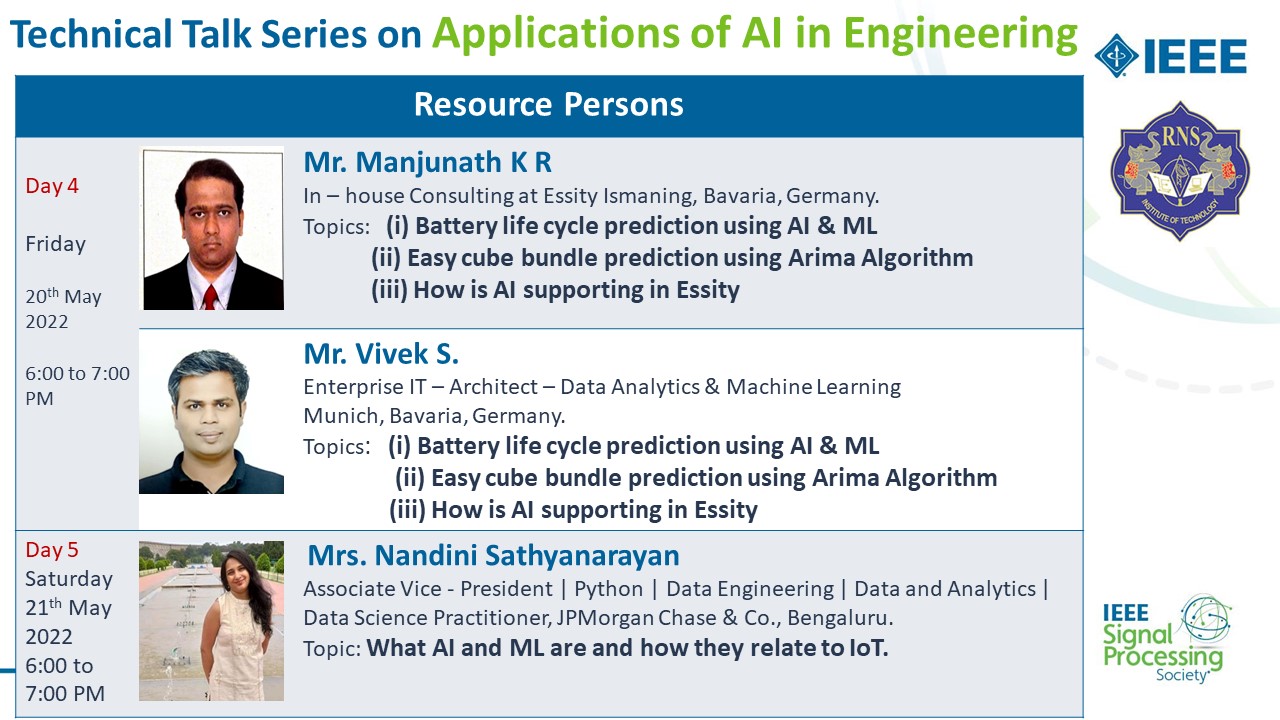 Technical Talk Series on Applications of AI in Engineering
IEEE
Resource Persons
RNS
INSTITUTE OF TECHNOLOGY
Day 4
Friday
20th May
2022
6:00 to 7:00
PM
Mr. Manjunath K R
In – house Consulting at Essity Ismaning, Bavaria, Germany.
Topics: (i) Battery life cycle prediction using AI & ML
(ii) Easy cube bundle prediction using Arima Algorithm
(iii) How is AI supporting in Essity
Mr. Vivek S.
Enterprise IT – Architect – Data Analytics & Machine Learning
Munich, Bavaria, Germany.
Topics: (i) Battery life cycle prediction using AI & ML
(ii) Easy cube bundle prediction using Arima Algorithm
(iii) How is AI supporting in Essity
Day 5
Saturday
21th May
2022
6:00 to
7:00 PM
Mrs. Nandini Sathyanarayan
Associate Vice - President | Python | Data Engineering | Data and Analytics |
Data Science Practitioner, JPMorgan Chase & Co., Bengaluru.
Topic: What AI and ML are and how they relate to IoT.
IEEE
Signal
Processing
Society